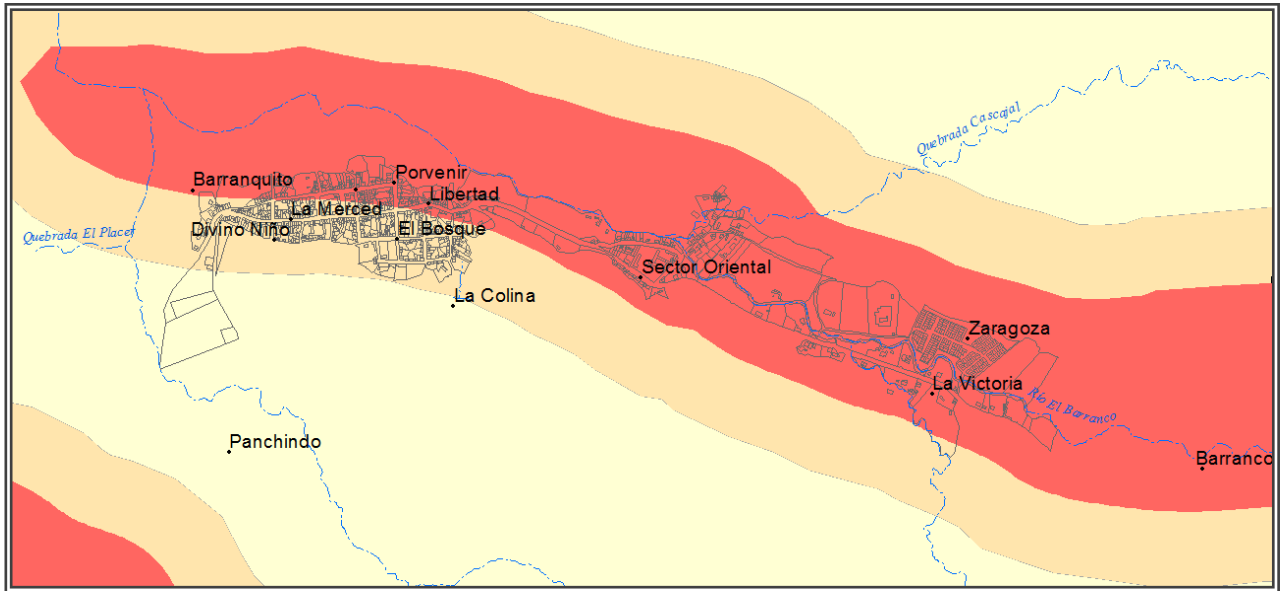 Quebrada Cascajal
Porvenir
Barranquito
Libertad
La Merced
Divino Niño
El Bosque
Quebrada El Placer
Sector Oriental
La Colina
Zaragoza
La Victoria
Río El Barranco
Panchindo
Barranco